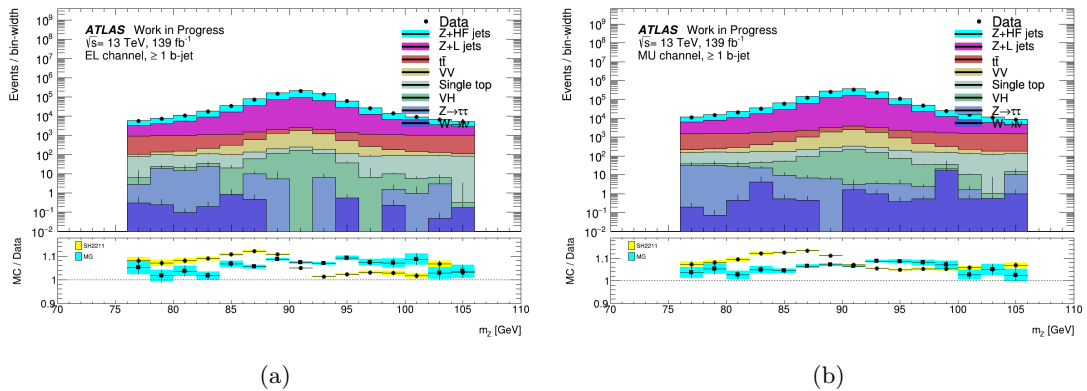 Events / bin-width
10⁸
10⁷
10⁶
10⁵
10⁴
10³
10²
10
1
10⁻¹
10⁻²
ATLAS Work in Progress
√s= 13 TeV, 139 fb⁻¹
EL channel, ≥ 1 b-jet
Data
Z+HF jets
Z+L jets
tt̄
VV
Single top
VH
Z→ττ
MC / Data
1.1
1
0.9
SH2211
MG
70 75 80 85 90 95 100 105 110
m_Z [GeV]
(a)
Events / bin-width
10⁸
10⁷
10⁶
10⁵
10⁴
10³
10²
10
1
10⁻¹
10⁻²
ATLAS Work in Progress
√s= 13 TeV, 139 fb⁻¹
MU channel, ≥ 1 b-jet
Data
Z+HF jets
Z+L jets
tt̄
VV
Single top
VH
Z→ττ
MC / Data
1.1
1
0.9
SH2211
MG
70 75 80 85 90 95 100 105 110
m_Z [GeV]
(b)